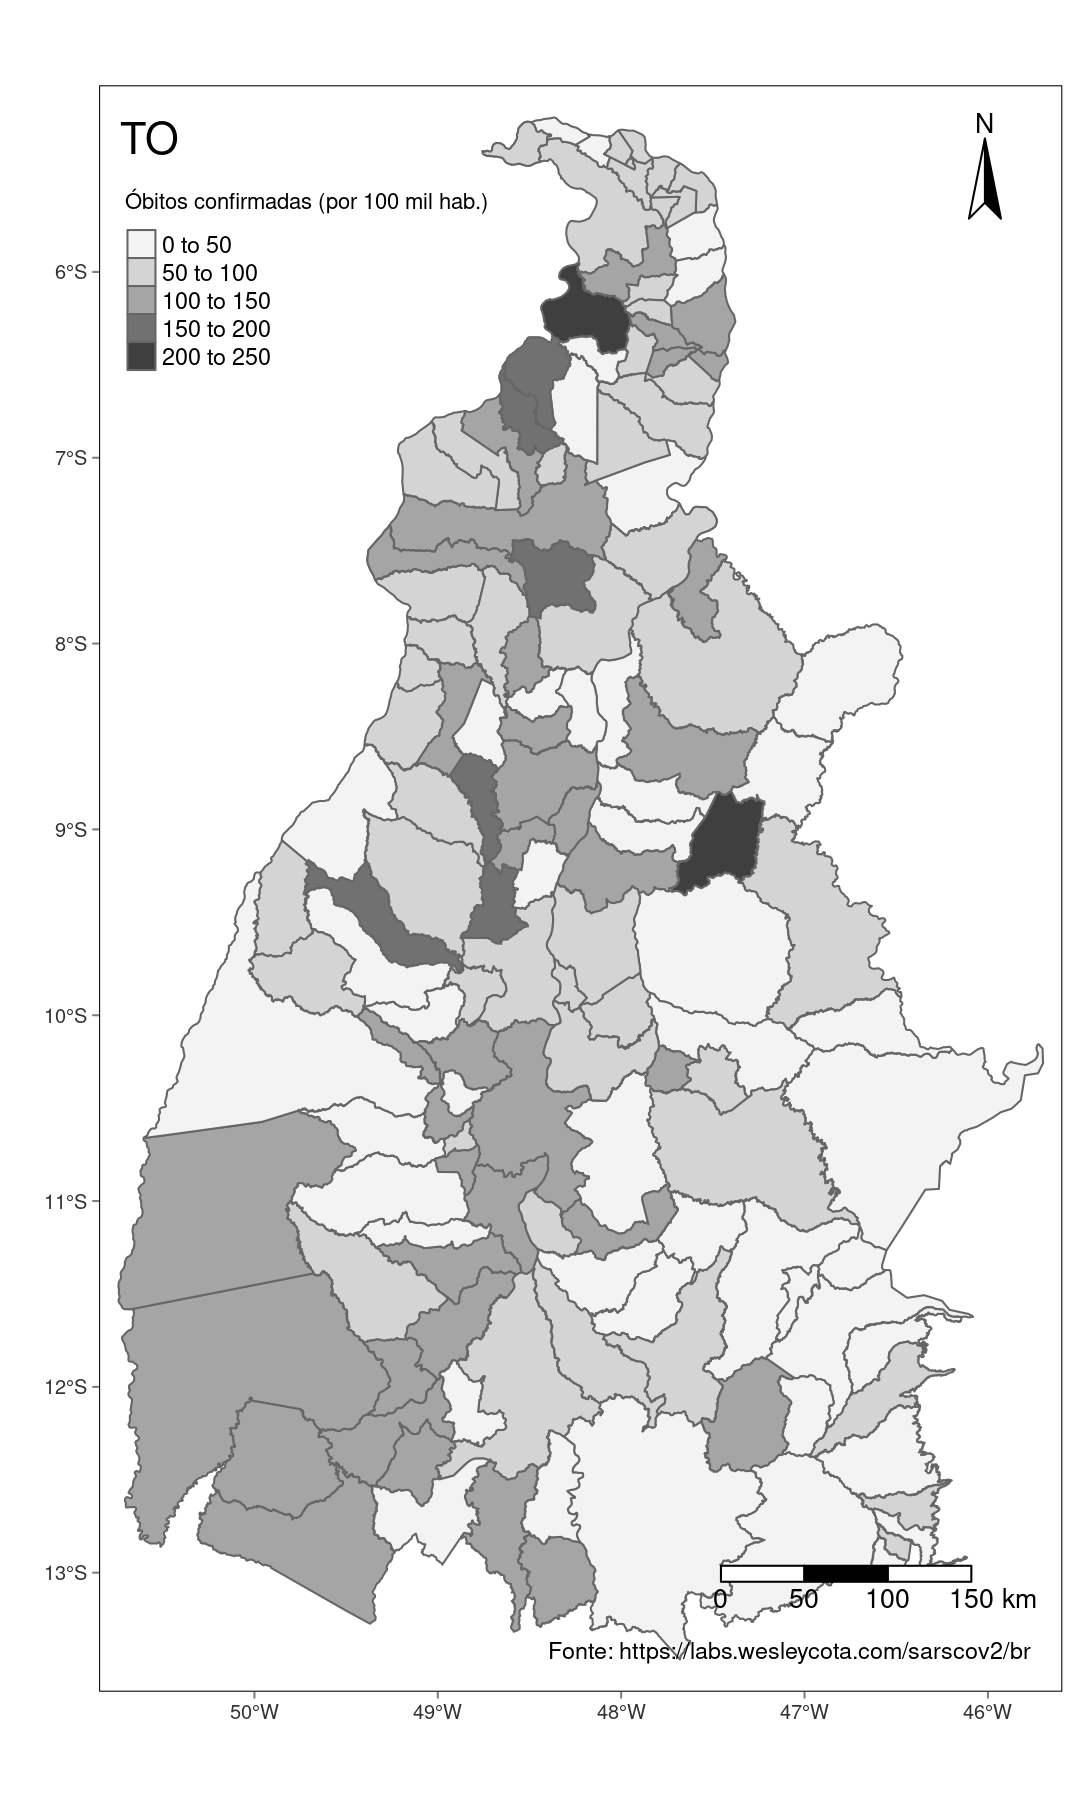 TO
N
Óbitos confirmadas (por 100 mil hab.)
0 to 50
50 to 100
100 to 150
150 to 200
200 to 250
6°S
7°S
8°S
9°S
10°S
11°S
12°S
13°S
0 50 100 150 km
Fonte: https://labs.wesleycota.com/sarscov2/br
50°W 49°W 48°W 47°W 46°W